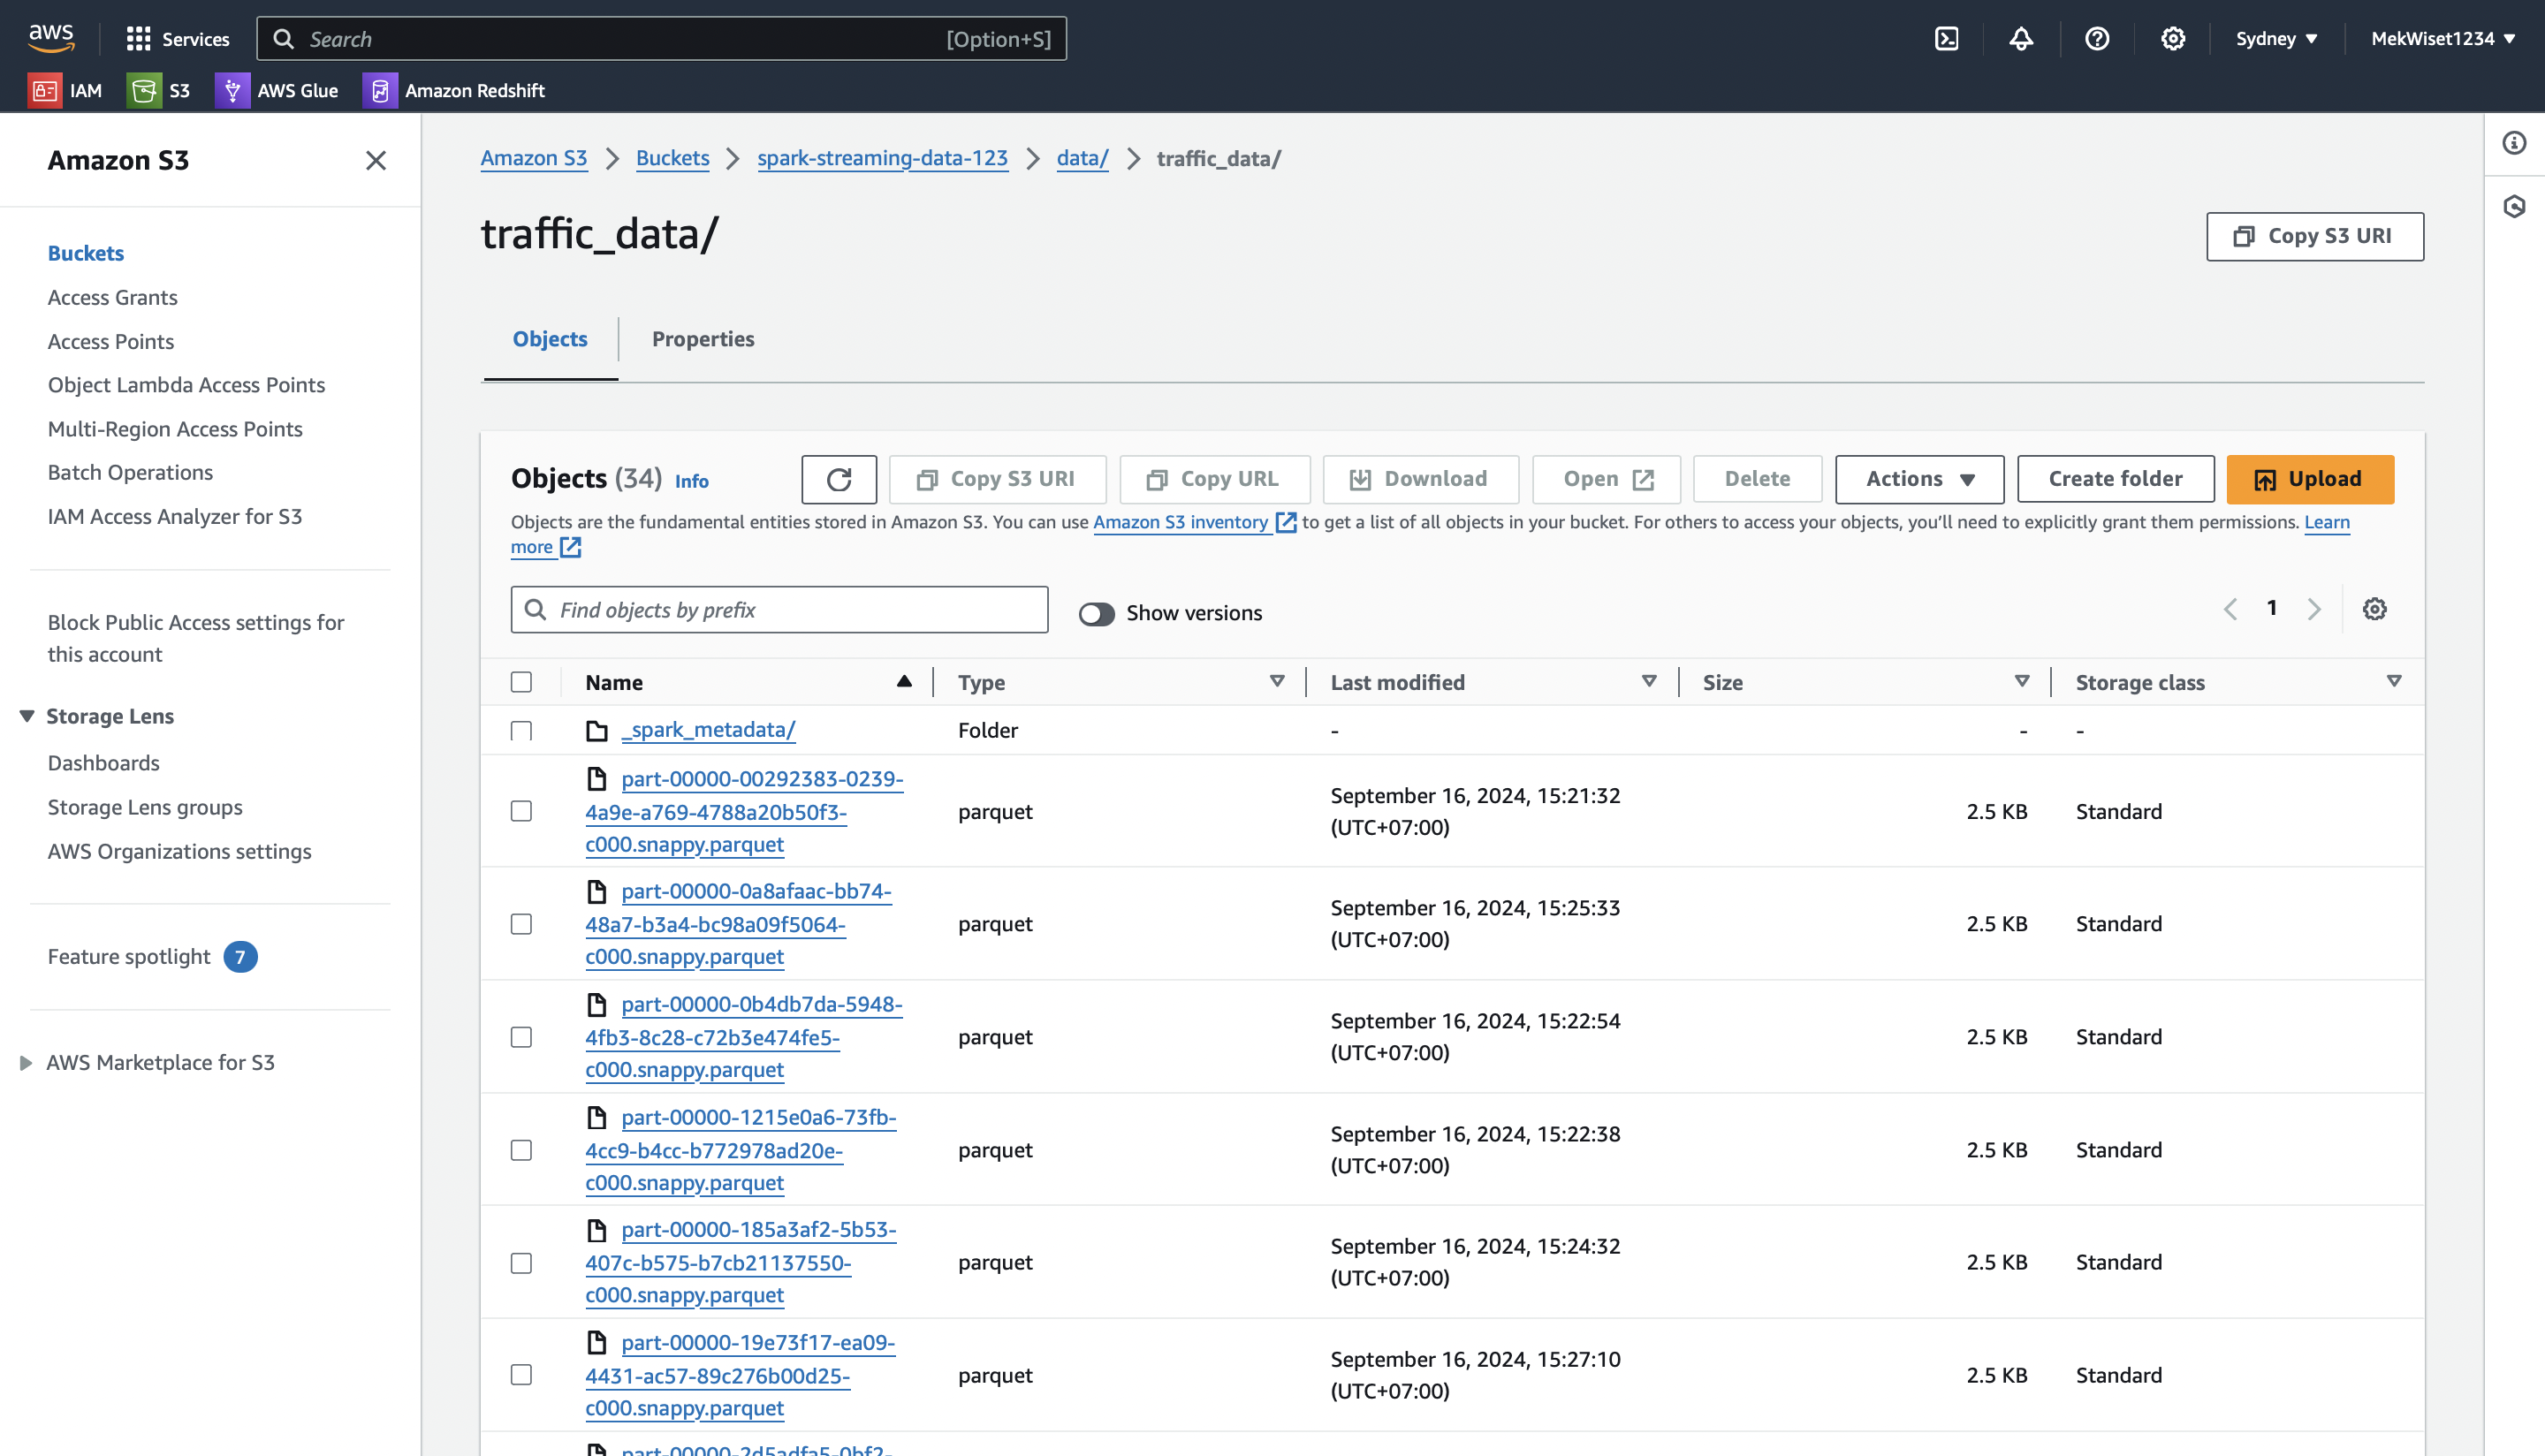 aws
Services
Search [Option+S]
Sydney ▼
MekWiset1234 ▼
IAM
S3
AWS Glue
Amazon Redshift
Amazon S3
Buckets
Access Grants
Access Points
Object Lambda Access Points
Multi-Region Access Points
Batch Operations
IAM Access Analyzer for S3
Block Public Access settings for
this account
Storage Lens
Dashboards
Storage Lens groups
AWS Organizations settings
Feature spotlight 7
AWS Marketplace for S3
Amazon S3 > Buckets > spark-streaming-data-123 > data/ > traffic_data/
traffic_data/
Copy S3 URI
Objects
Properties
Objects (34) Info
Copy S3 URI
Copy URL
Download
Open
Delete
Actions ▼
Create folder
Upload
Objects are the fundamental entities stored in Amazon S3. You can use Amazon S3 inventory to get a list of all objects in your bucket. For others to access your objects, you'll need to explicitly grant them permissions. Learn
more
Find objects by prefix
Show versions
1
Name Type Last modified Size Storage class
_spark_metadata/ Folder - - -
part-00000-00292383-0239-
4a9e-a769-4788a20b50f3-
c000.snappy.parquet
parquet
September 16, 2024, 15:21:32
(UTC+07:00)
2.5 KB
Standard
part-00000-0a8afaac-bb74-
48a7-b3a4-bc98a09f5064-
c000.snappy.parquet
parquet
September 16, 2024, 15:25:33
(UTC+07:00)
2.5 KB
Standard
part-00000-0b4db7da-5948-
4fb3-8c28-c72b3e474fe5-
c000.snappy.parquet
parquet
September 16, 2024, 15:22:54
(UTC+07:00)
2.5 KB
Standard
part-00000-1215e0a6-73fb-
4cc9-b4cc-b772978ad20e-
c000.snappy.parquet
parquet
September 16, 2024, 15:22:38
(UTC+07:00)
2.5 KB
Standard
part-00000-185a3af2-5b53-
407c-b575-b7cb21137550-
c000.snappy.parquet
parquet
September 16, 2024, 15:24:32
(UTC+07:00)
2.5 KB
Standard
part-00000-19e73f17-ea09-
4431-ac57-89c276b00d25-
c000.snappy.parquet
parquet
September 16, 2024, 15:27:10
(UTC+07:00)
2.5 KB
Standard